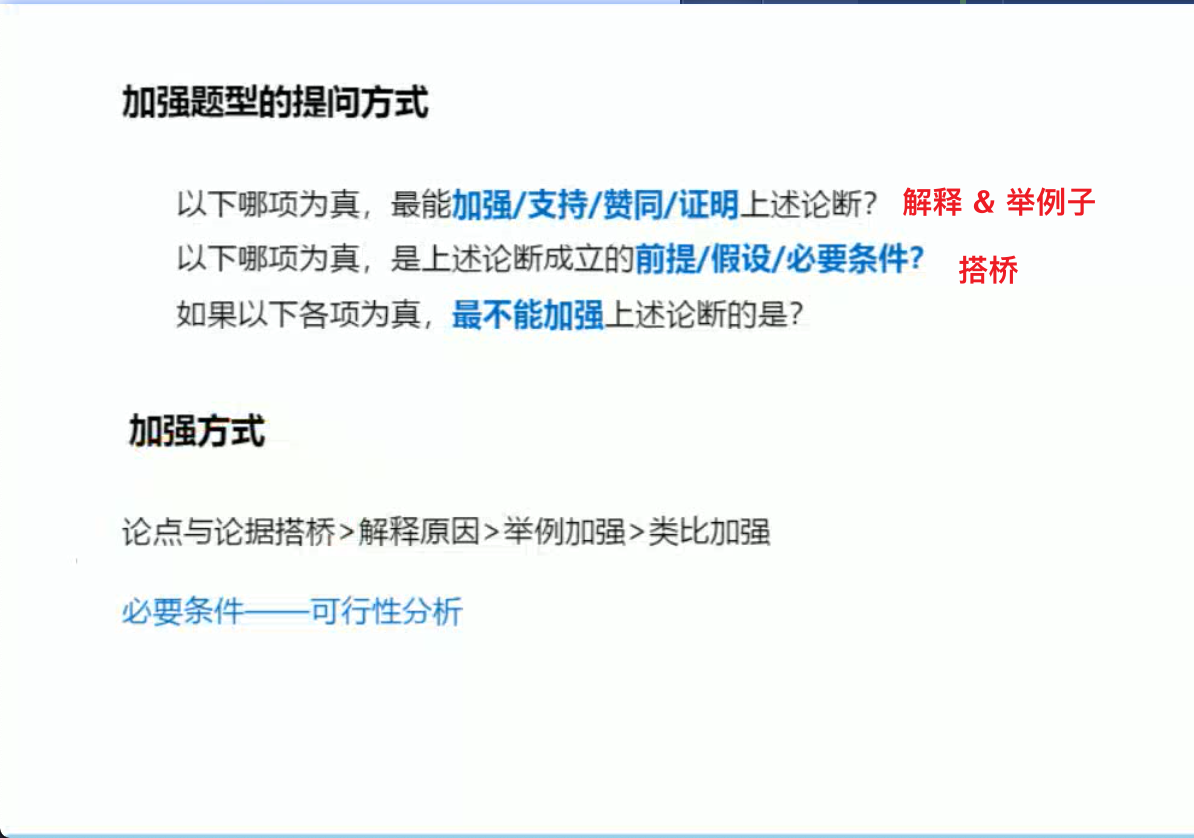 加强题型的提问方式
以下哪项为真，最能加强/支持/赞同/证明上述论断？ 解释 & 举例子
以下哪项为真，是上述论断成立的前提/假设/必要条件？ 搭桥
如果以下各项为真，最不能加强上述论断的是？
加强方式
论点与论据搭桥>解释原因>举例加强>类比加强
必要条件——可行性分析